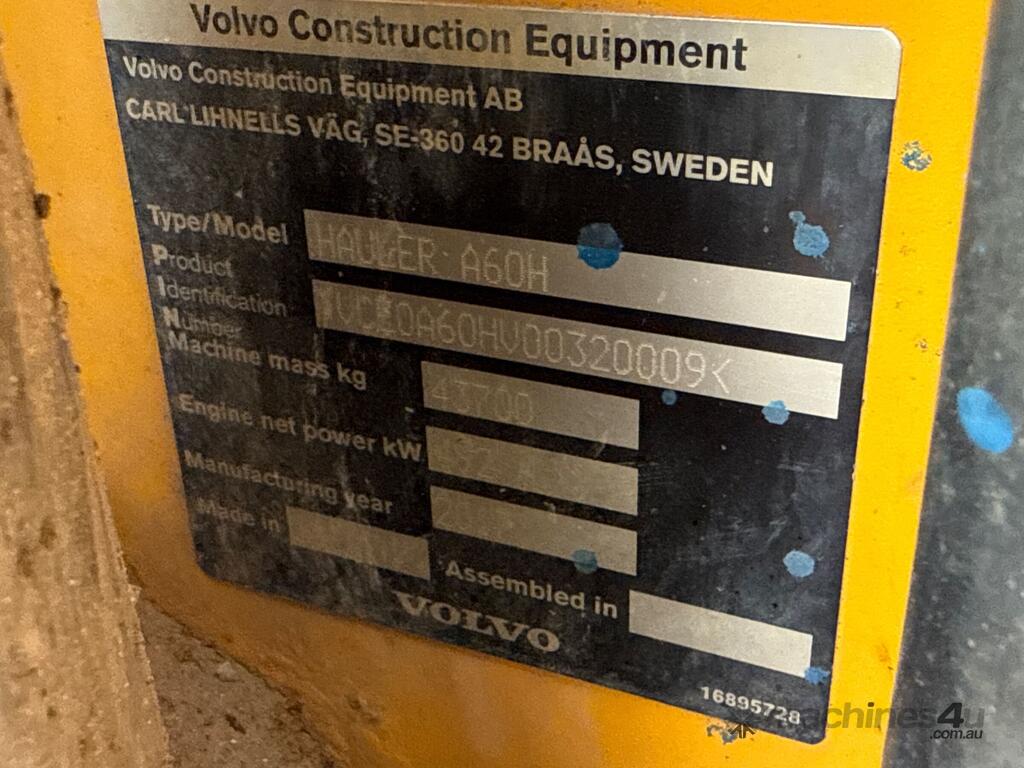 Volvo Construction Equipment
Volvo Construction Equipment AB
CARL LIHNELLS VÄG, SE-360 42 BRAÅS, SWEDEN
Type/Model HAULER A60H
Product
Identification VCE0A60HV00320009<
Number
Machine mass kg 43700
Engine net power kW
Manufacturing year
Made in
Assembled in
VOLVO
16895728
machines4u
.com.au